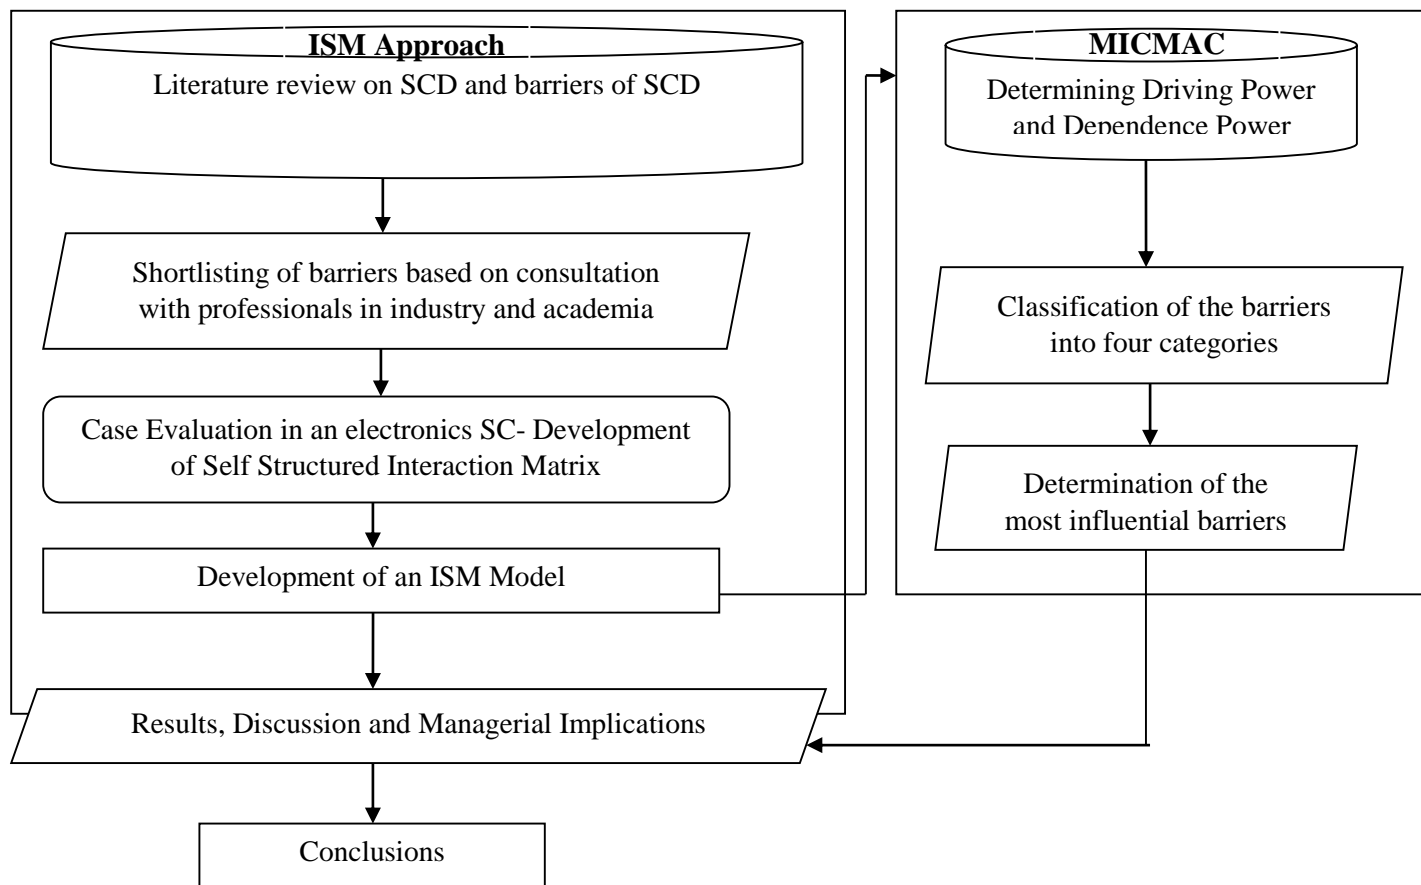 ISM Approach
Literature review on SCD and barriers of SCD
Shortlisting of barriers based on consultation
with professionals in industry and academia
Case Evaluation in an electronics SC- Development
of Self Structured Interaction Matrix
Development of an ISM Model
Results, Discussion and Managerial Implications
Conclusions
MICMAC
Determining Driving Power
and Dependence Power
Classification of the barriers
into four categories
Determination of the
most influential barriers